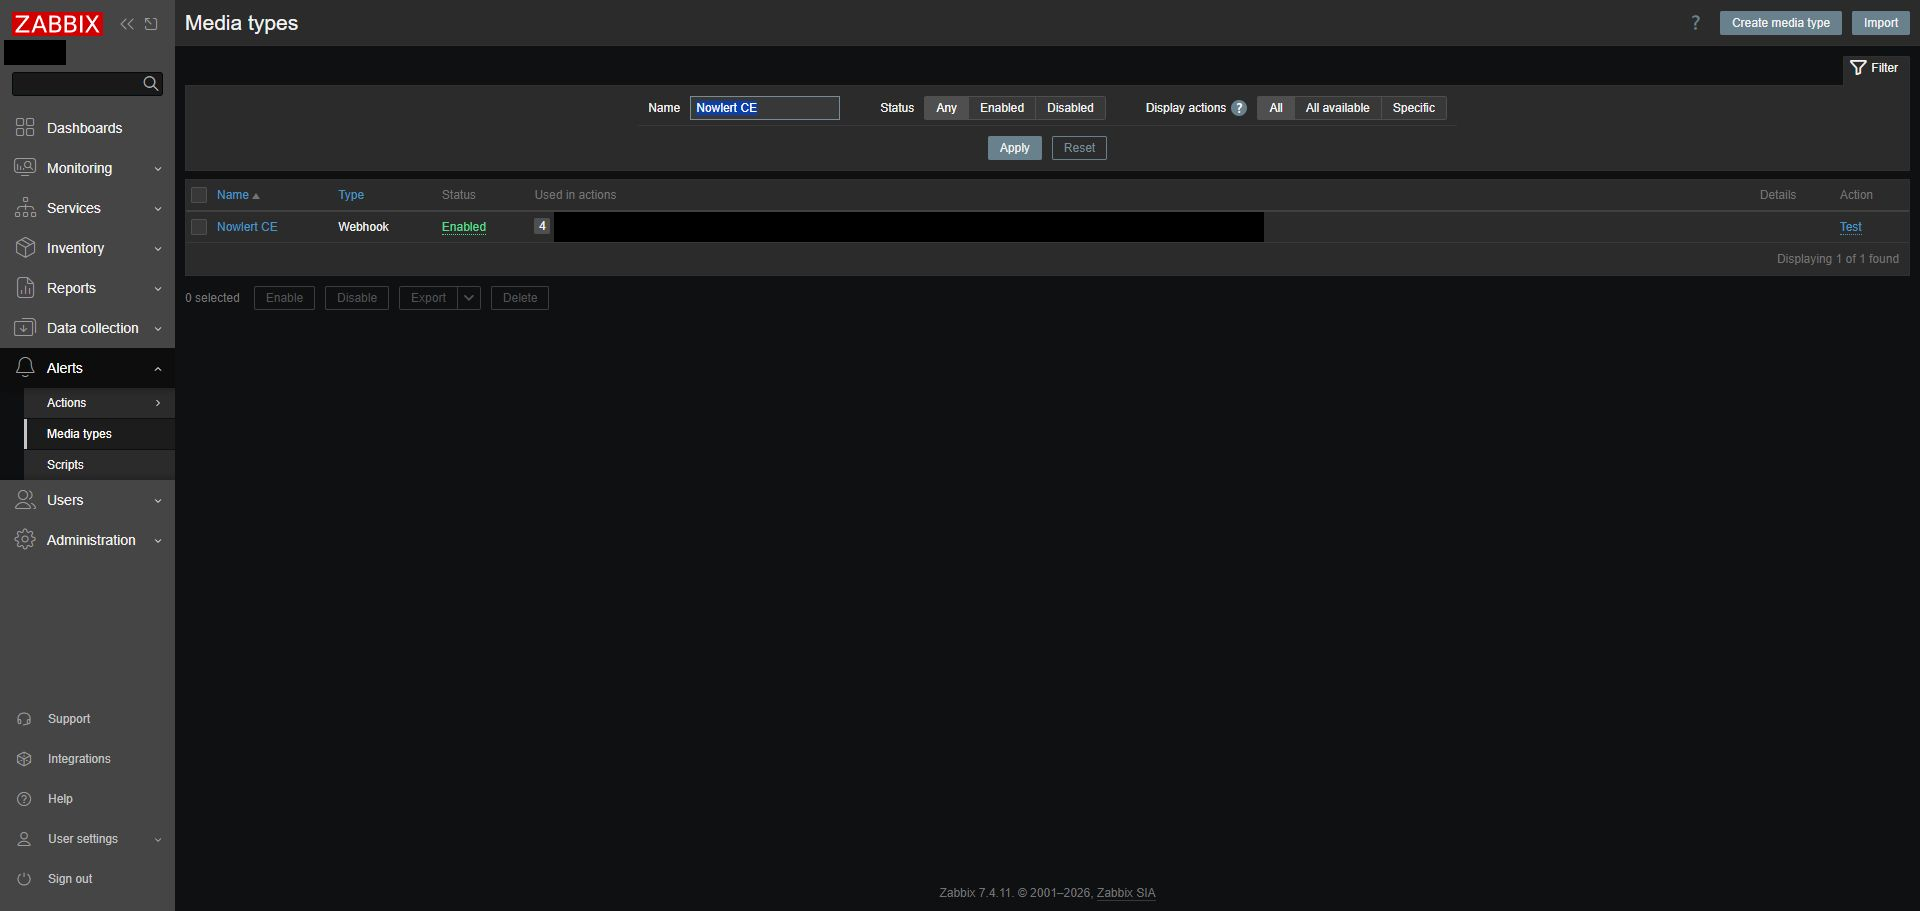 ZABBIX
Media types
? Create media type Import
Filter
Name Nowlert CE Status Any Enabled Disabled Display actions ? All All available Specific
Apply Reset
Name Type Status Used in actions Details Action
Nowlert CE Webhook Enabled 4 Test
Displaying 1 of 1 found
0 selected Enable Disable Export Delete
Dashboards
Monitoring
Services
Inventory
Reports
Data collection
Alerts
Actions
Media types
Scripts
Users
Administration
Support
Integrations
Help
User settings
Sign out
Zabbix 7.4.11. © 2001–2026, Zabbix SIA